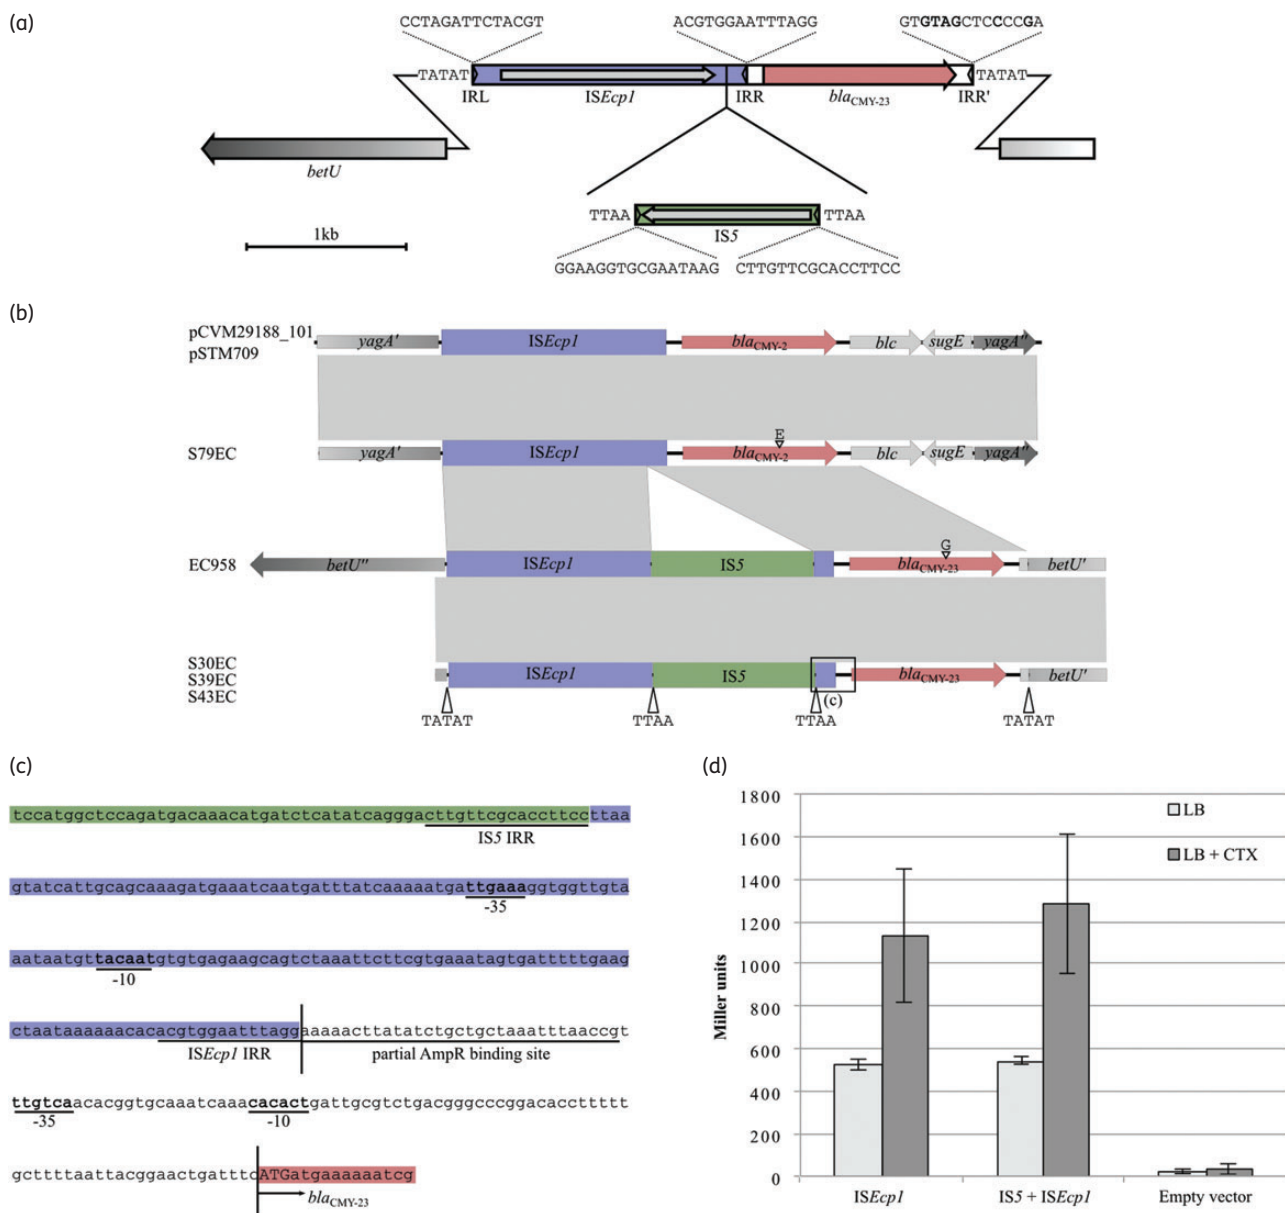 (a)
CCTAGATTCTACGT ACGTGGAATTTAGG GTGTAGCTCCCCGA
TATAT TATAT
IRL ISEcp1 IRR blaCMY-23 IRR'
betU
TTAA TTAA
IS5
1kb
GGAAGGTGCGAATAAG CTTGTTCGCACCTTCC
(b)
pCVM29188_101
pSTM709
yagA' ISEcp1 blaCMY-2 blc sugE yagA''
E
S79EC yagA' ISEcp1 blaCMY-2 blc sugE yagA''
G
EC958 betU'' ISEcp1 IS5 blaCMY-23 betU'
S30EC
S39EC
S43EC
ISEcp1 IS5 blaCMY-23 betU'
(c)
TATAT TTAA TTAA TATAT
(c)
tccatggctccagatgacaaacatgatctcatatcagggacttgttcgcaccttccttaa
IS5 IRR
gtatcattgcagcaaagatgaaatcaatgatttatcaaaaatgattgaaaggtggttgta
-35
aataatgttacaatgtgtgagaagcagtctaaattcttcgtgaaatagtgatttttgaag
-10
ctaataaaaaacacacgtggaatttaggaaaaacttatatctgctgctaaatttaaccgt
ISEcp1 IRR partial AmpR binding site
ttgtcaacacggtgcaaatcaaacacactgattgcgtctgacgggcccggacacctttttt
-35 -10
gcttttaattacggaactgatttcATGatgaaaaaatcg
blaCMY-23
(d)
1800
1600
1400
1200
1000
800
600
400
200
0
Miller units
LB
LB + CTX
ISEcp1 IS5 + ISEcp1 Empty vector